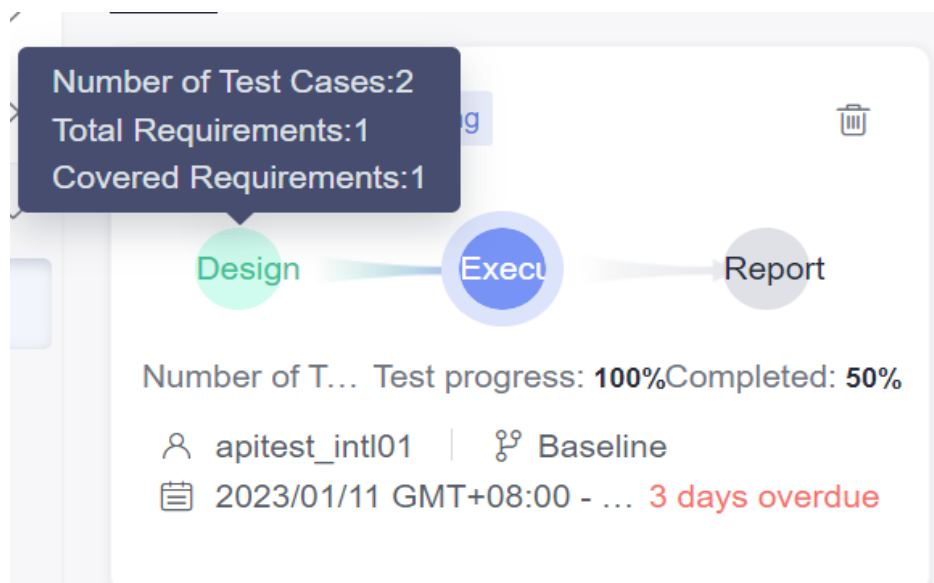 Number of Test Cases:2
Total Requirements:1
Covered Requirements:1
Design
Execu
Report
Number of T... Test progress: 100%Completed: 50%
apitest_intl01 Baseline
2023/01/11 GMT+08:00 - ... 3 days overdue